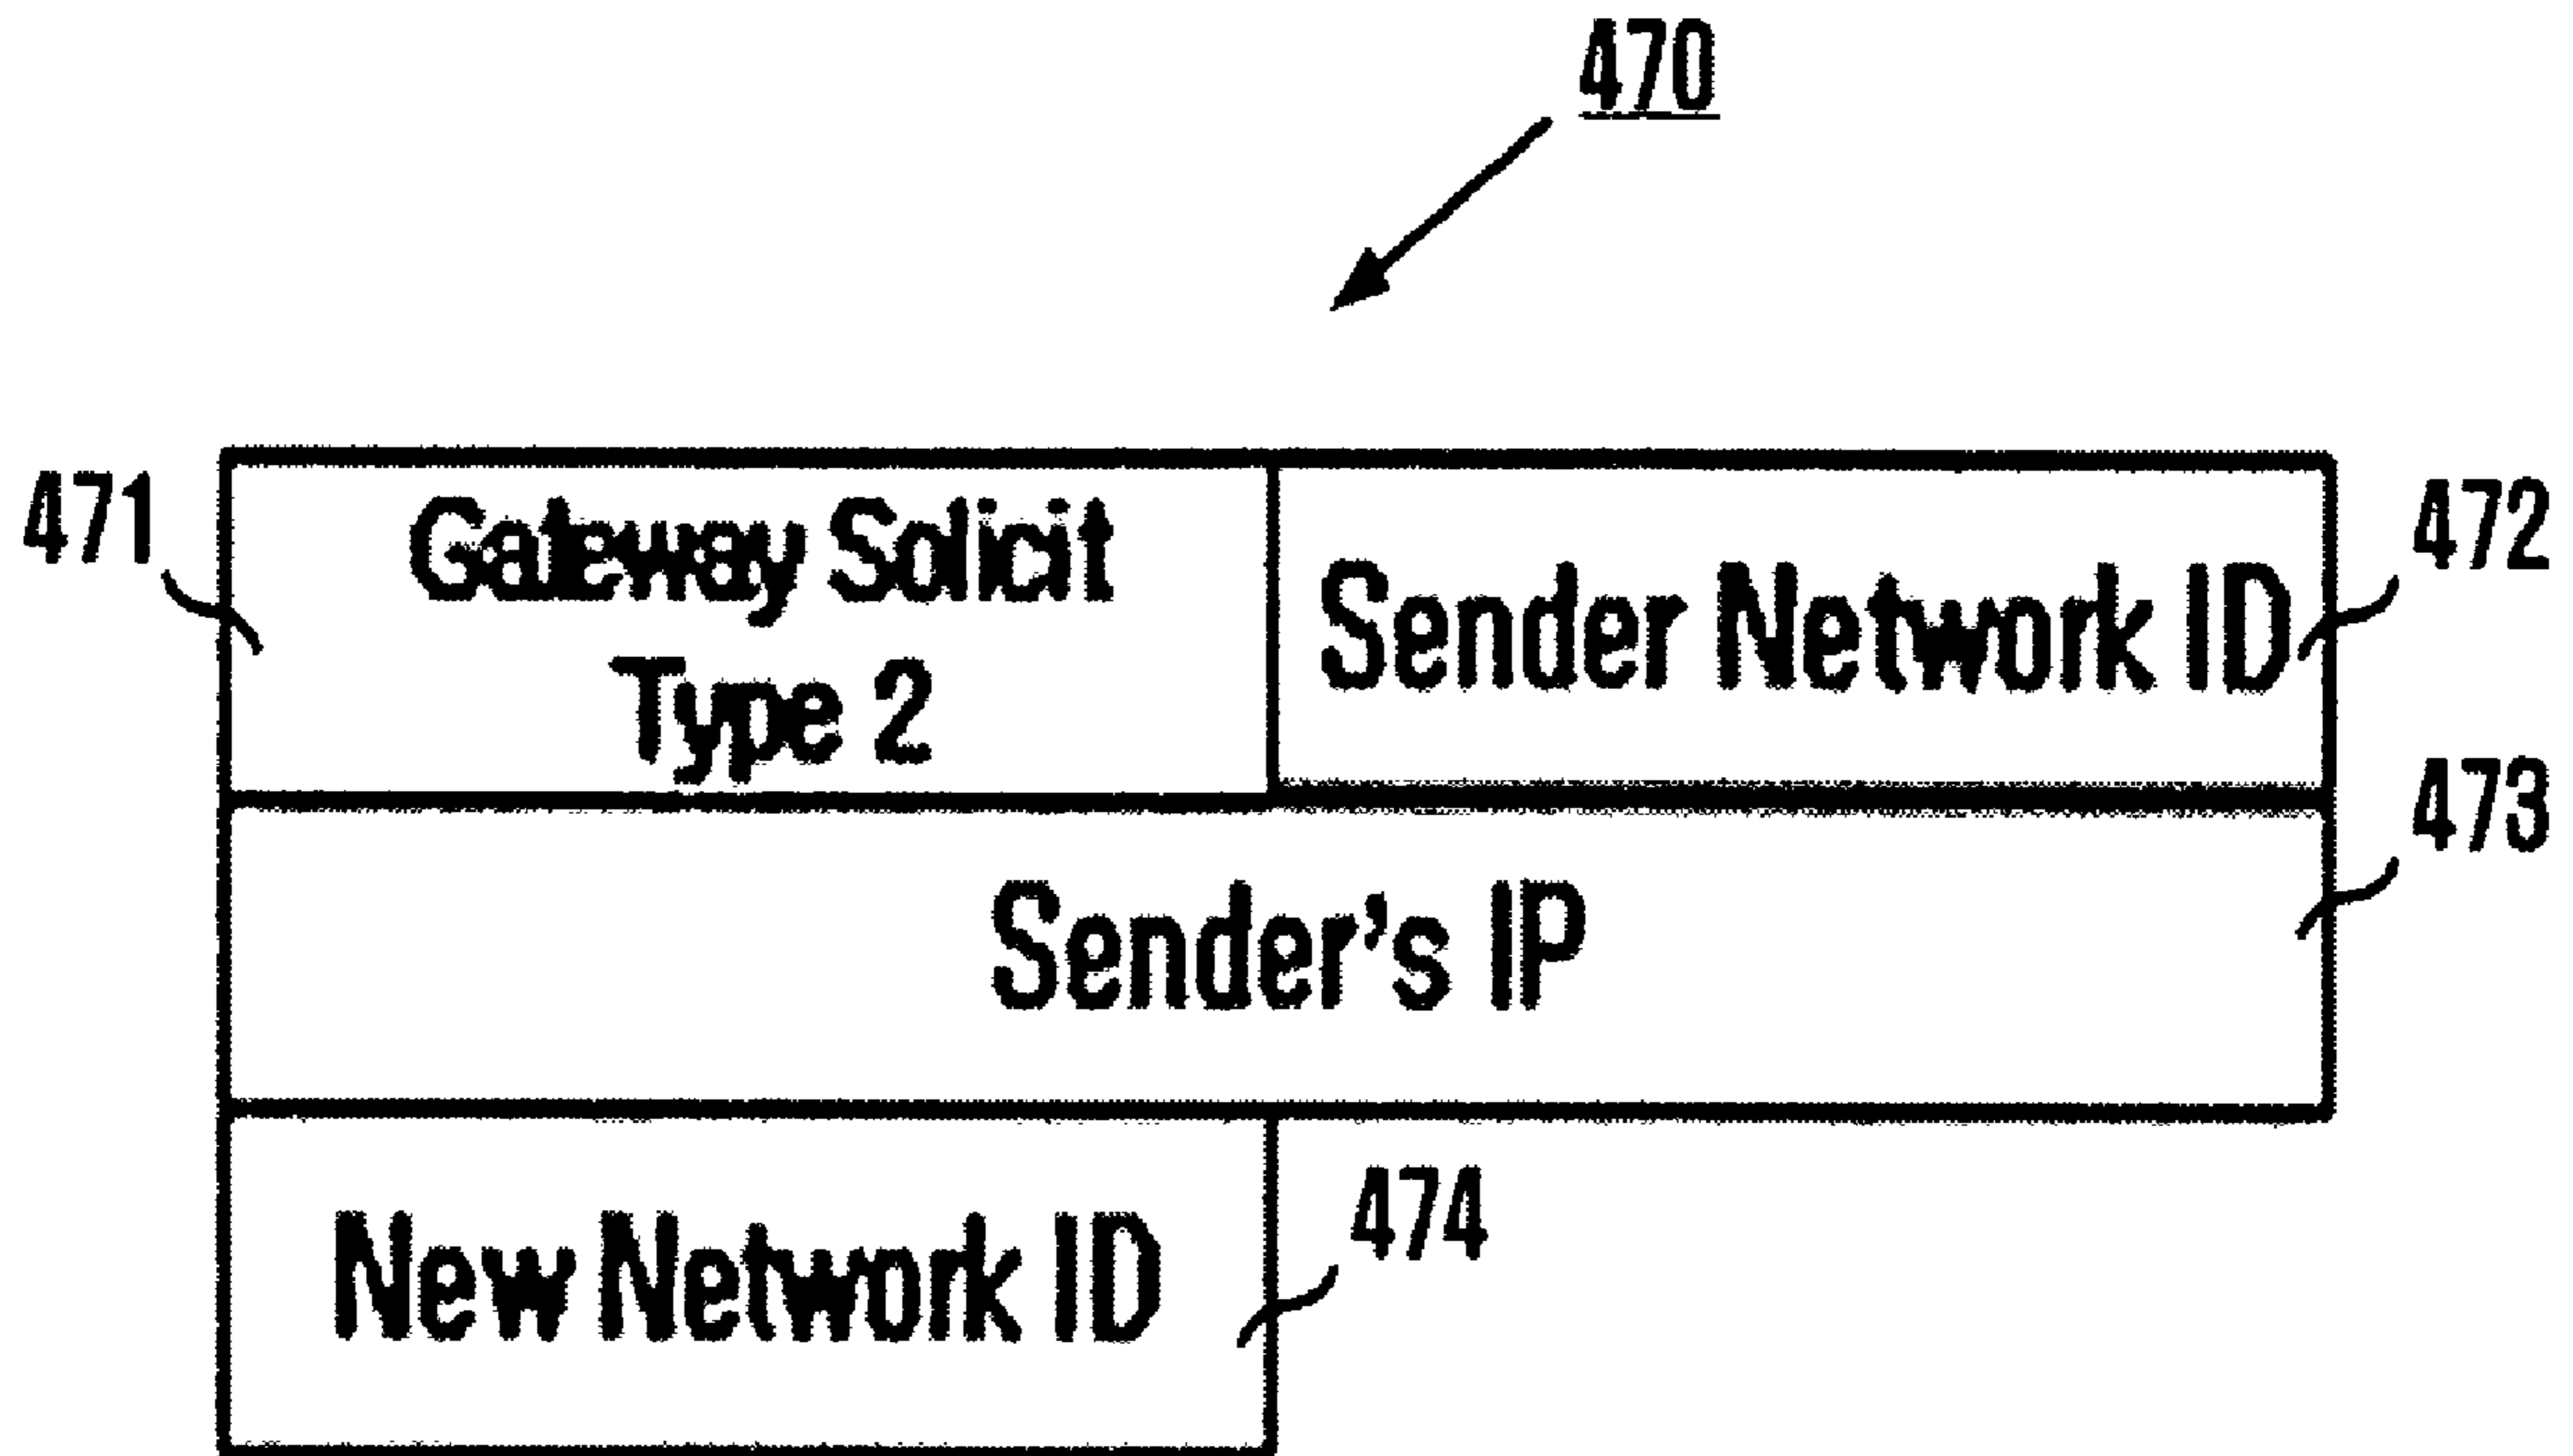 470
471
Gateway Solicit
Type 2
Sender Network ID
472
473
Sender's IP
New Network ID
474